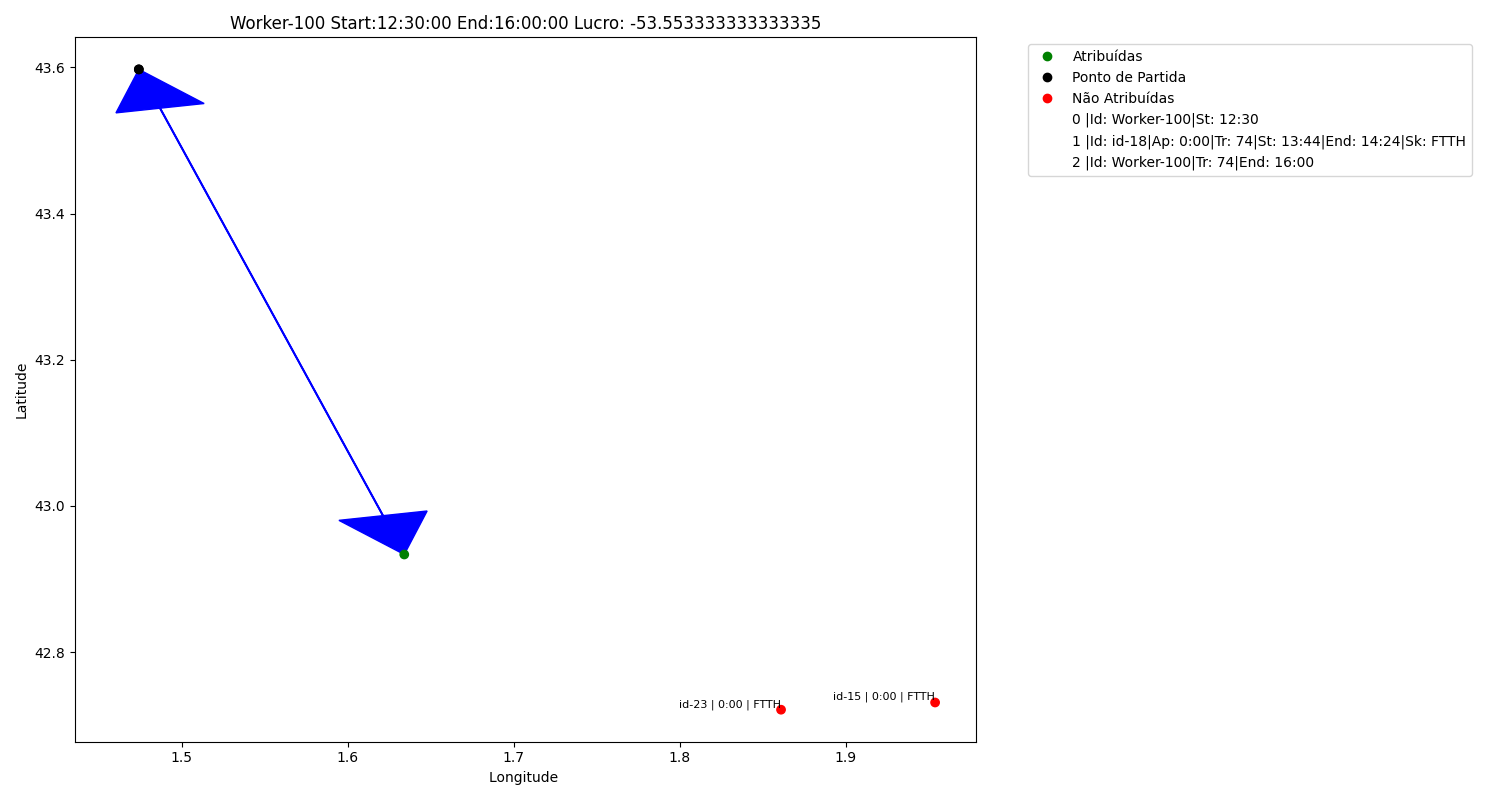 Worker-100 Start:12:30:00 End:16:00:00 Lucro: -53.553333333333335
43.6
43.4
43.2
43.0
42.8
Latitude
id-23 | 0:00 | FTTH
id-15 | 0:00 | FTTH
1.5
1.6
1.7
1.8
1.9
Longitude
Atribuídas
Ponto de Partida
Não Atribuídas
0 |Id: Worker-100|St: 12:30
1 |Id: id-18|Ap: 0:00|Tr: 74|St: 13:44|End: 14:24|Sk: FTTH
2 |Id: Worker-100|Tr: 74|End: 16:00